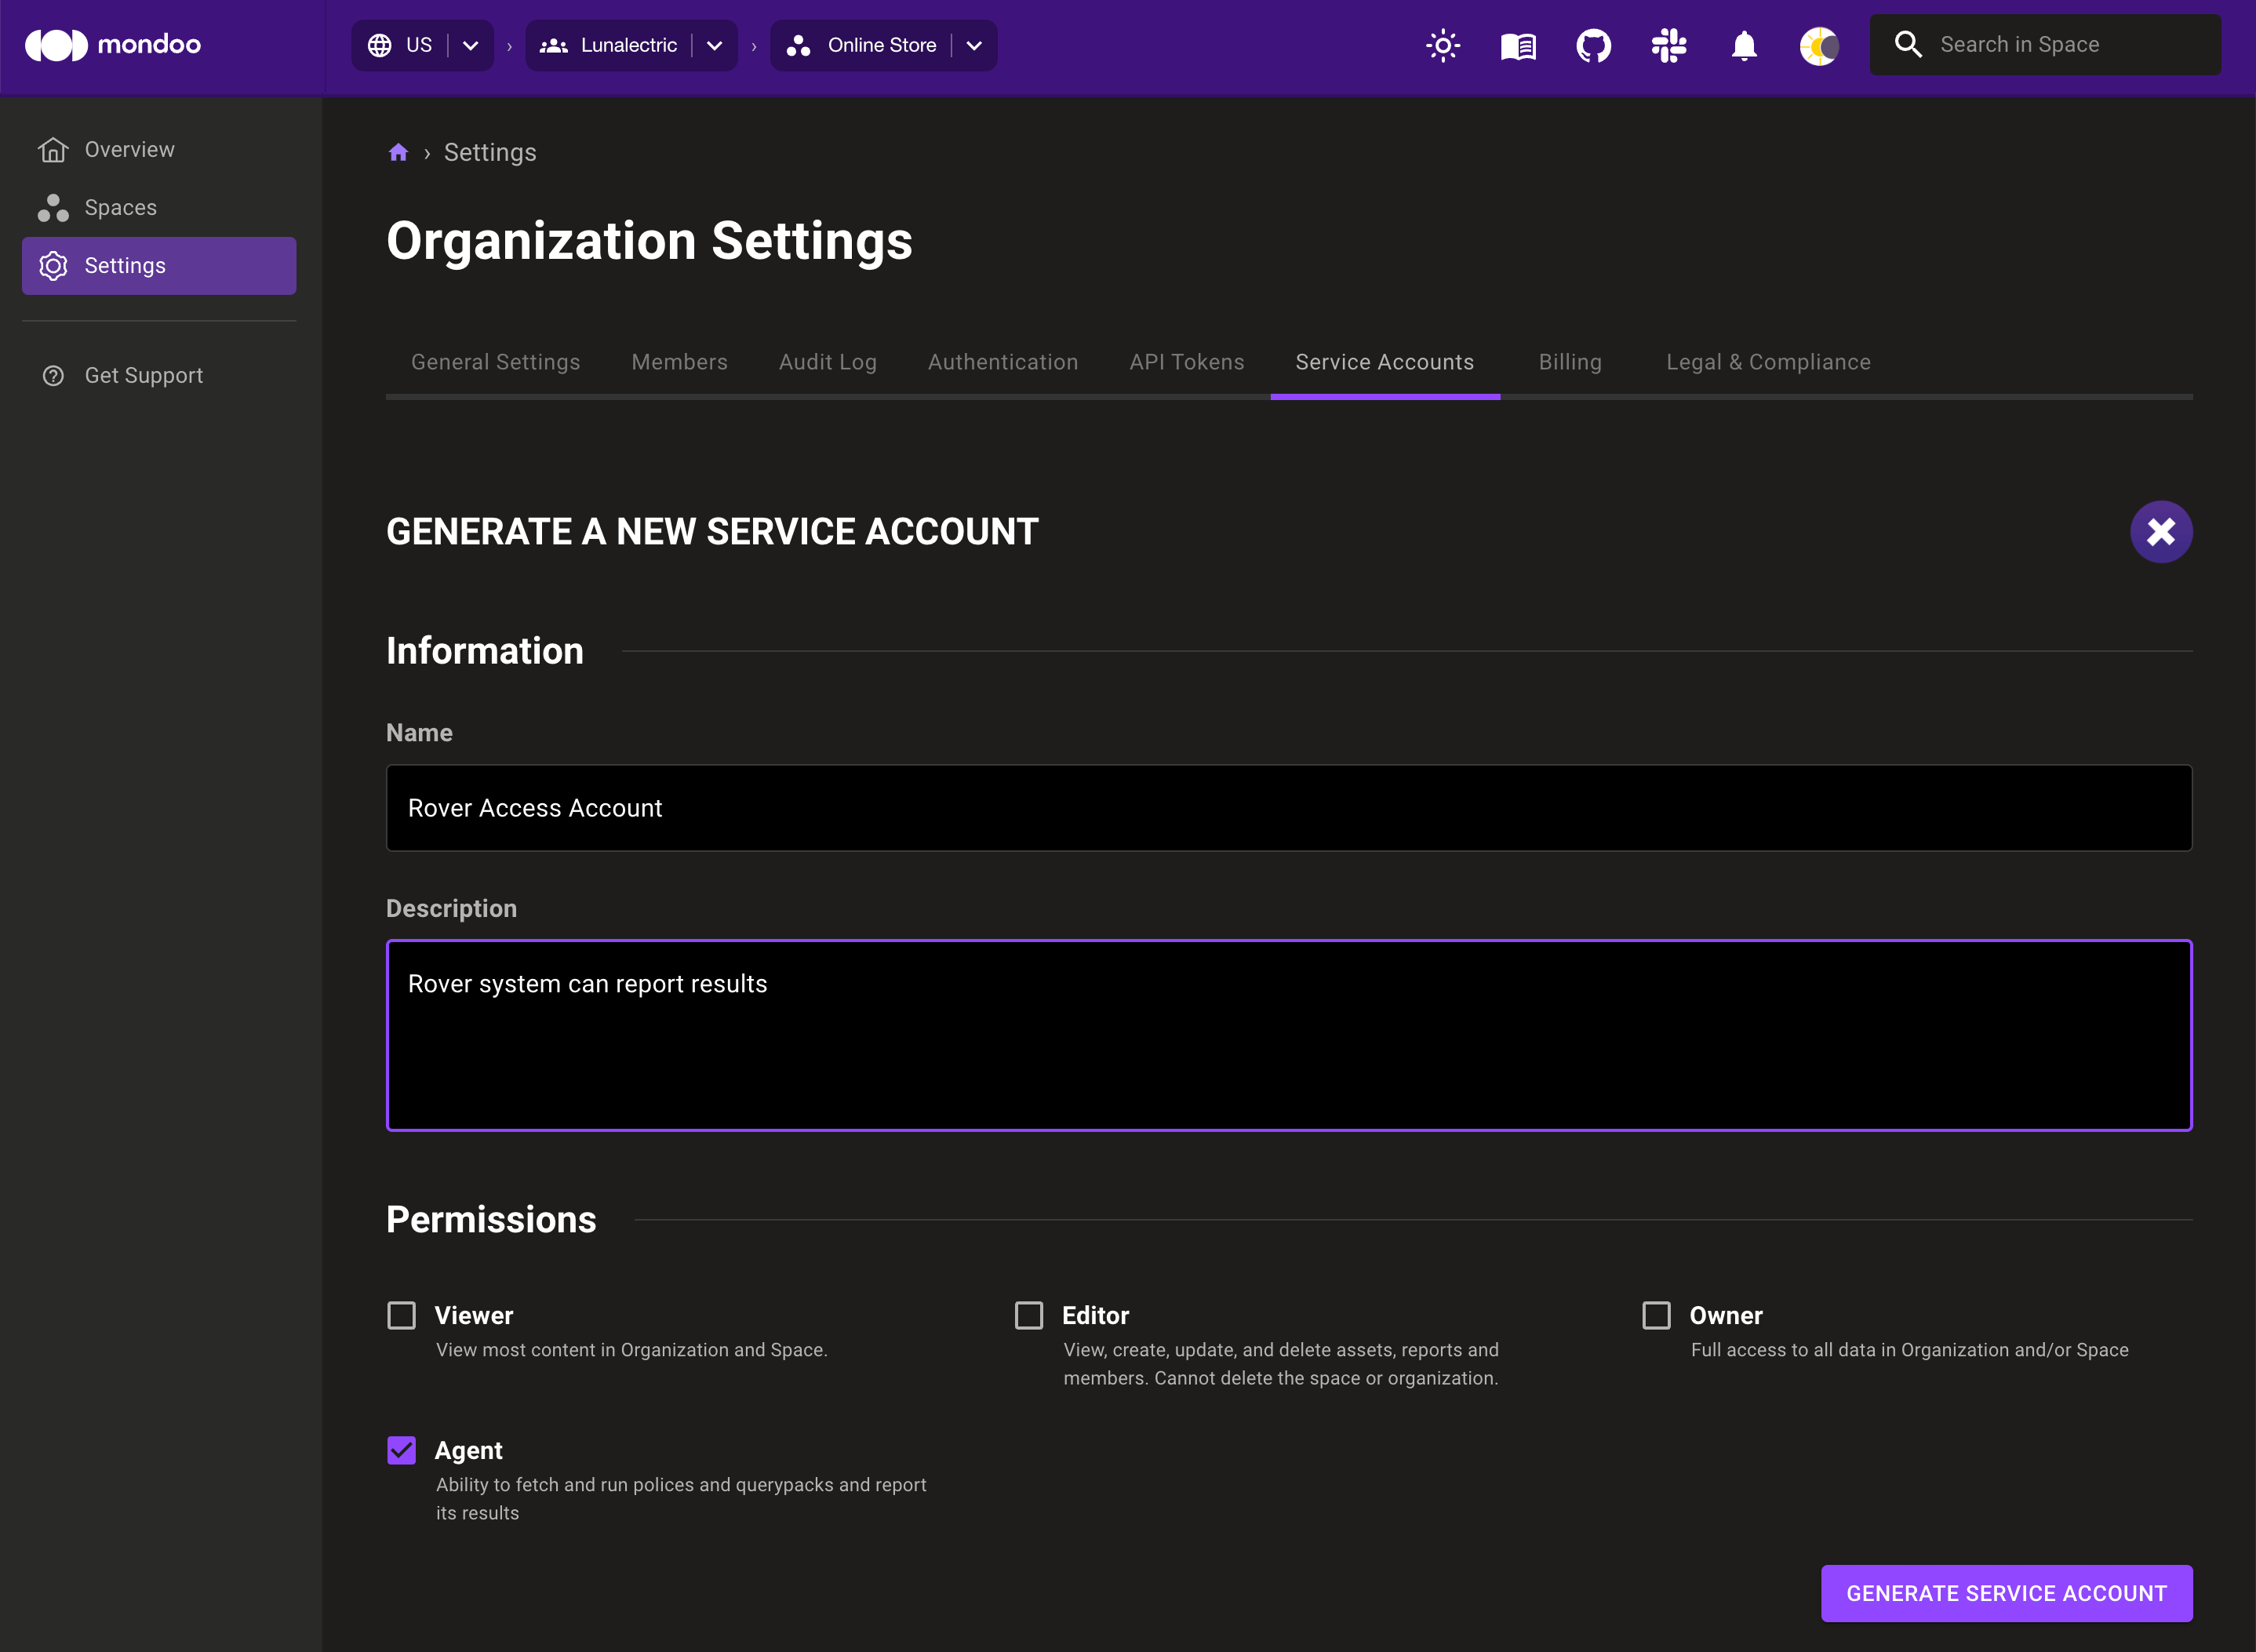 mondoo
US
Lunalectric
Online Store
Search in Space
Overview
Spaces
Settings
Get Support
› Settings
Organization Settings
General Settings
Members
Audit Log
Authentication
API Tokens
Service Accounts
Billing
Legal & Compliance
GENERATE A NEW SERVICE ACCOUNT
Information
Name
Rover Access Account
Description
Rover system can report results
Permissions
Viewer
View most content in Organization and Space.
Editor
View, create, update, and delete assets, reports and
members. Cannot delete the space or organization.
Owner
Full access to all data in Organization and/or Space
Agent
Ability to fetch and run polices and querypacks and report
its results
GENERATE SERVICE ACCOUNT